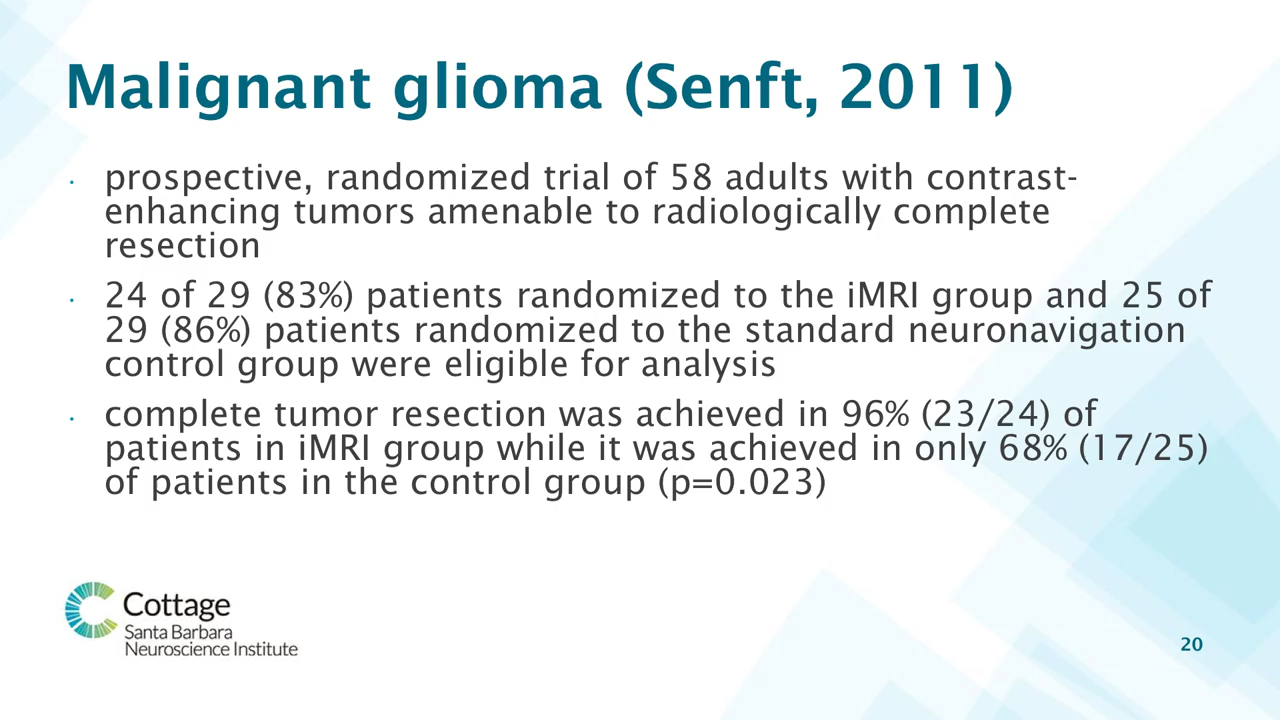 Malignant glioma (Senft, 2011)
· prospective, randomized trial of 58 adults with contrast-
enhancing tumors amenable to radiologically complete
resection
· 24 of 29 (83%) patients randomized to the iMRI group and 25 of
29 (86%) patients randomized to the standard neuronavigation
control group were eligible for analysis
· complete tumor resection was achieved in 96% (23/24) of
patients in iMRI group while it was achieved in only 68% (17/25)
of patients in the control group (p=0.023)
Cottage
Santa Barbara
Neuroscience Institute
20